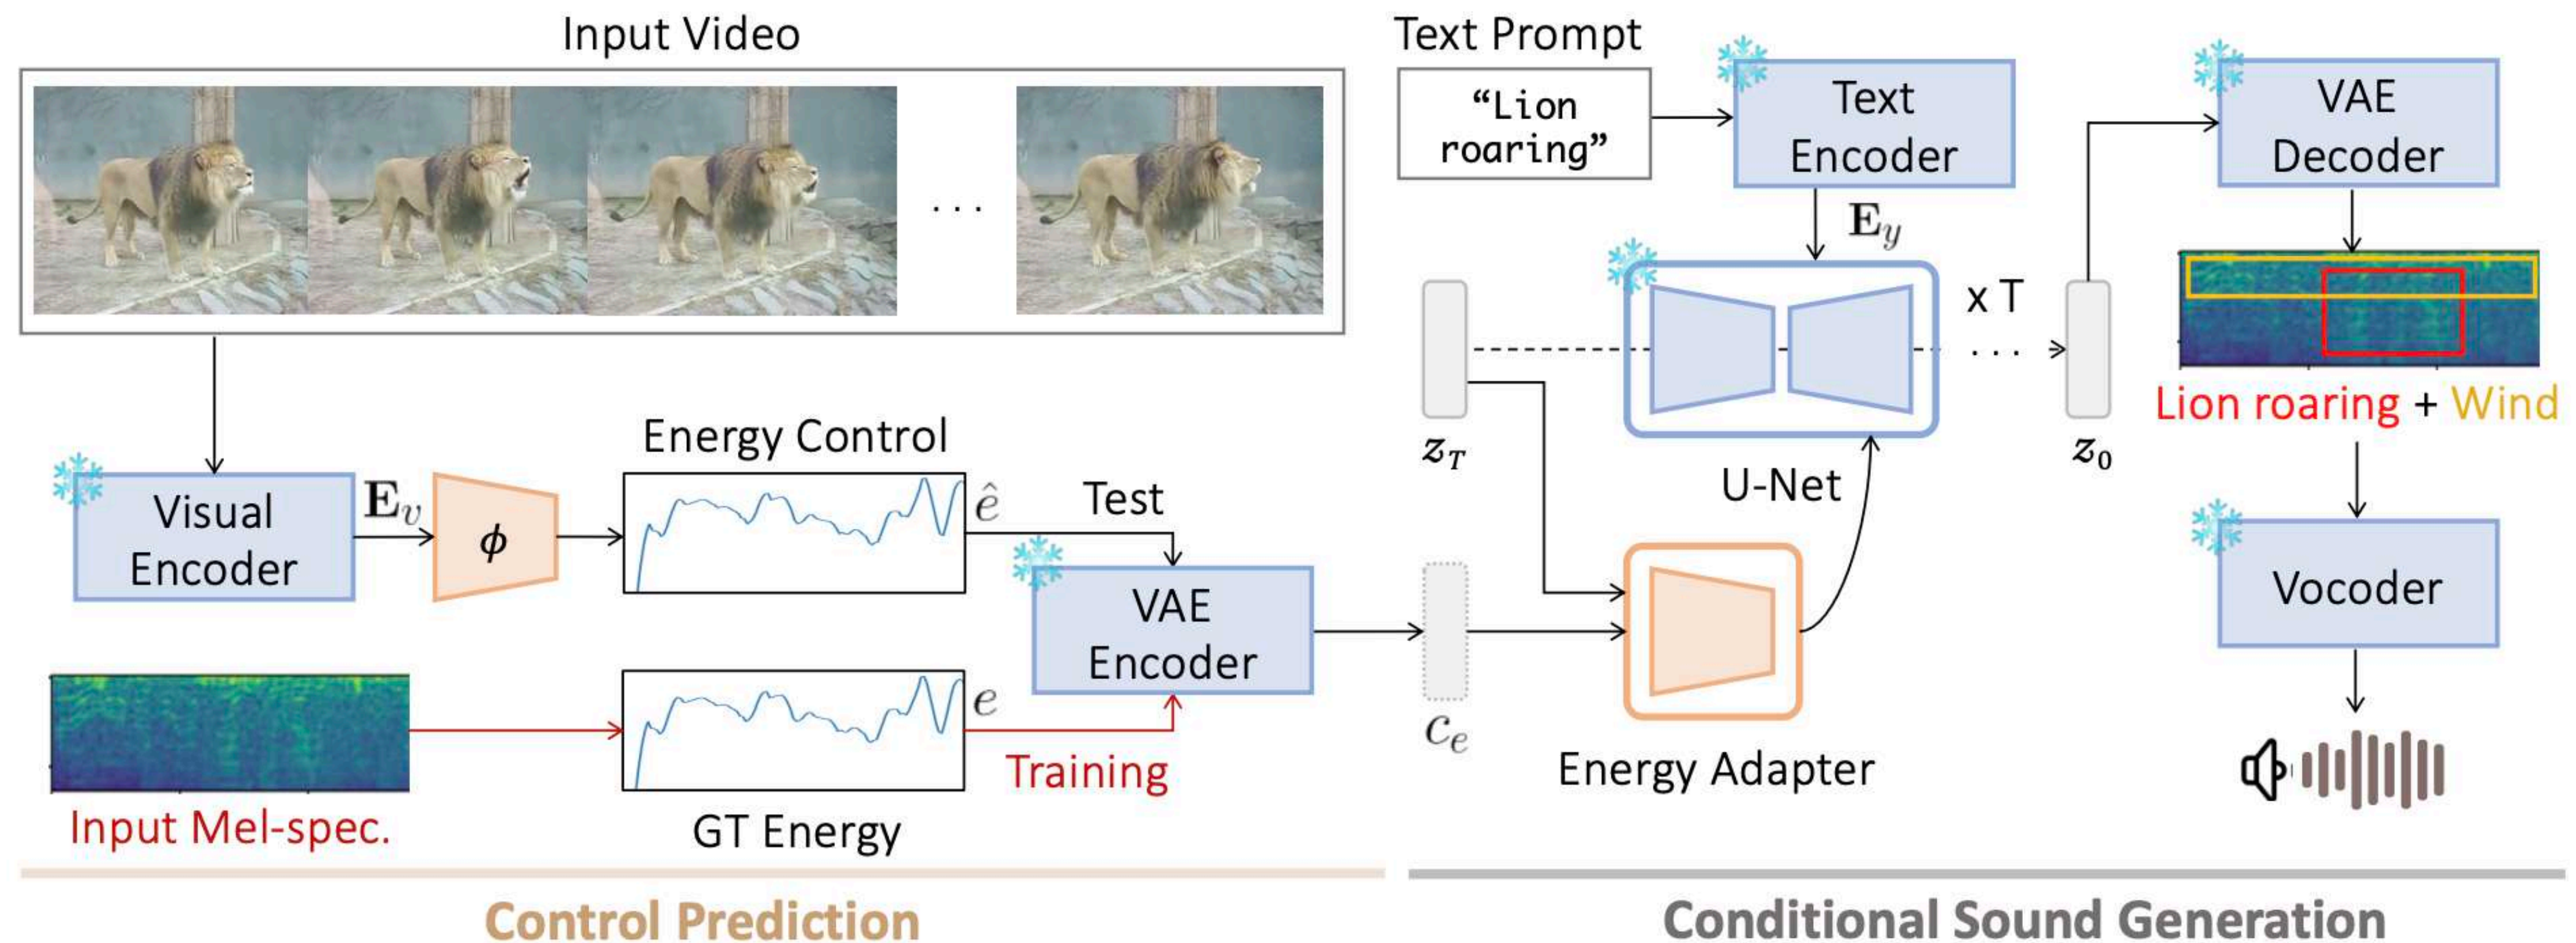 Input Video
. . .
Visual
Encoder
E_v
ϕ
Energy Control
ê
Test
Input Mel-spec.
GT Energy
e
Training
VAE
Encoder
Control Prediction
Text Prompt
“Lion
roaring”
Text
Encoder
E_y
z_T
x T
. . .
z_0
U-Net
c_e
Energy Adapter
VAE
Decoder
Lion roaring + Wind
Vocoder
Conditional Sound Generation